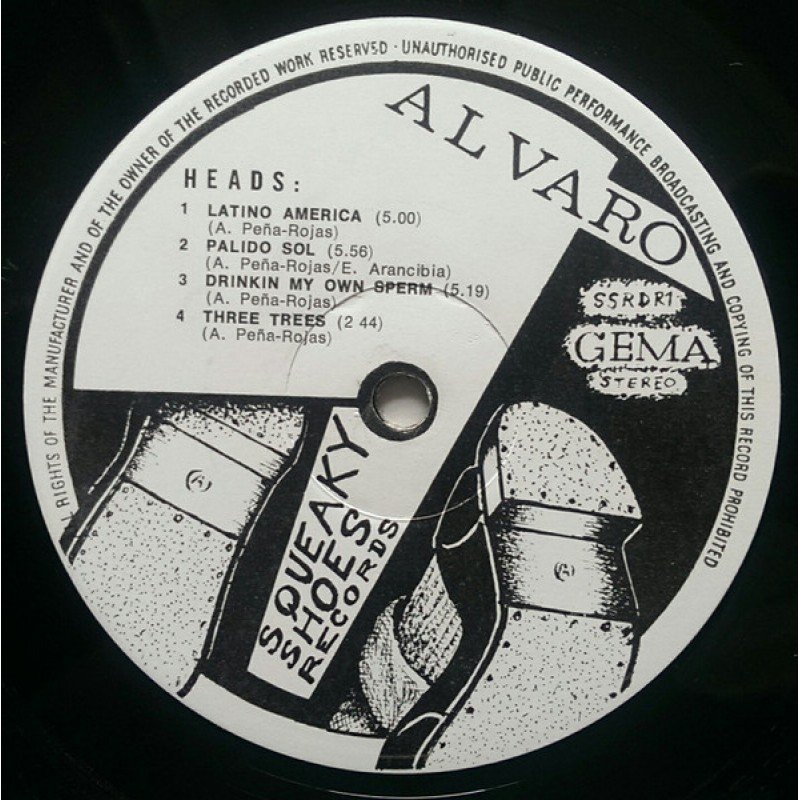 L RIGHTS OF THE MANUFACTURER AND OF THE OWNER OF THE RECORDED WORK RESERV5D · UNAUTHORISED PUBLIC PERFORMANCE BROADCASTING AND COPYING OF THIS RECORD PROHIBITED
ALVARO
HEADS:
1 LATINO AMERICA (5.00)
(A. Peña-Rojas)
2 PALIDO SOL (5.56)
(A. Peña-Rojas/E. Arancibia)
3 DRINKIN MY OWN SPERM (5.19)
(A. Peña-Rojas)
4 THREE TREES (2 44)
(A. Peña-Rojas)
SSRDR1
GEMA
STEREO
SQUEAKY
SHOES
RECORDS